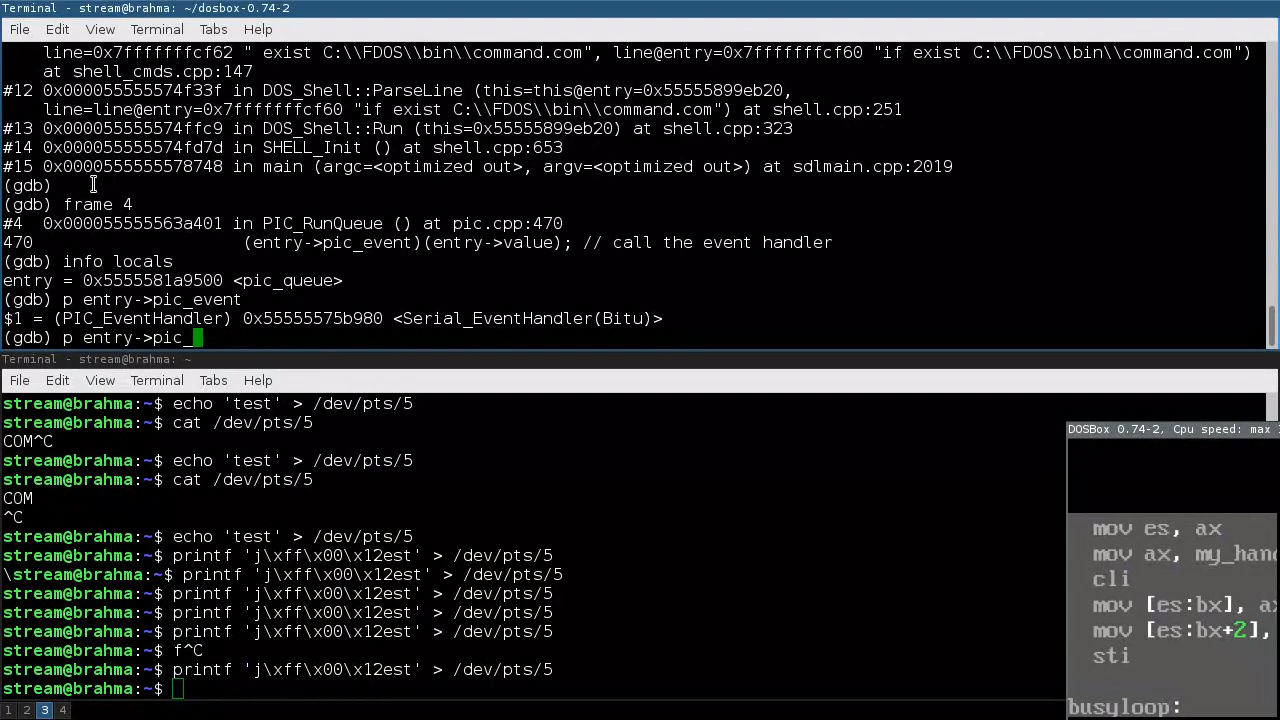 Terminal - stream@brahma: ~/dosbox-0.74-2
File Edit View Terminal Tabs Help
line=0x7fffffffcf62 " exist C:\\FDOS\\bin\\command.com", line@entry=0x7fffffffcf60 "if exist C:\\FDOS\\bin\\command.com")
at shell_cmds.cpp:147
#12 0x000055555574f33f in DOS_Shell::ParseLine (this=this@entry=0x55555899eb20,
line=line@entry=0x7fffffffcf60 "if exist C:\\FDOS\\bin\\command.com") at shell.cpp:251
#13 0x000055555574ffc9 in DOS_Shell::Run (this=0x55555899eb20) at shell.cpp:323
#14 0x000055555574fd7d in SHELL_Init () at shell.cpp:653
#15 0x0000555555578748 in main (argc=<optimized out>, argv=<optimized out>) at sdlmain.cpp:2019
(gdb)
(gdb) frame 4
#4  0x000055555563a401 in PIC_RunQueue () at pic.cpp:470
470                     (entry->pic_event)(entry->value); // call the event handler
(gdb) info locals
entry = 0x5555581a9500 <pic_queue>
(gdb) p entry->pic_event
$1 = (PIC_EventHandler) 0x55555575b980 <Serial_EventHandler(Bitu)>
(gdb) p entry->pic_
Terminal - stream@brahma: ~
File Edit View Terminal Tabs Help
stream@brahma:~$ echo 'test' > /dev/pts/5
stream@brahma:~$ cat /dev/pts/5
COM^C
stream@brahma:~$ echo 'test' > /dev/pts/5
stream@brahma:~$ cat /dev/pts/5
COM
^C
stream@brahma:~$ echo 'test' > /dev/pts/5
stream@brahma:~$ printf 'j\xff\x00\x12est' > /dev/pts/5
\stream@brahma:~$ printf 'j\xff\x00\x12est' > /dev/pts/5
stream@brahma:~$ printf 'j\xff\x00\x12est' > /dev/pts/5
stream@brahma:~$ printf 'j\xff\x00\x12est' > /dev/pts/5
stream@brahma:~$ printf 'j\xff\x00\x12est' > /dev/pts/5
stream@brahma:~$ f^C
stream@brahma:~$ printf 'j\xff\x00\x12est' > /dev/pts/5
stream@brahma:~$
DOSBox 0.74-2, Cpu speed: max
mov es, ax
mov ax, my_han
cli
mov [es:bx], a
mov [es:bx+2],
sti
busyloop:
1 2 3 4